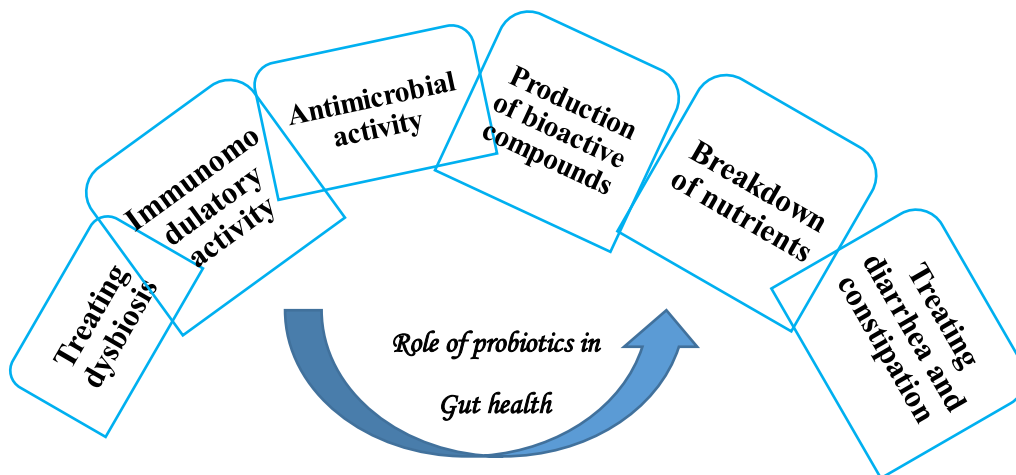 Treating
dysbiosis
Immunomo
dulatory
activity
Antimicrobial
activity
Production
of bioactive
compounds
Breakdown
of nutrients
Treating
diarrhea and
constipation
Role of probiotics in
Gut health